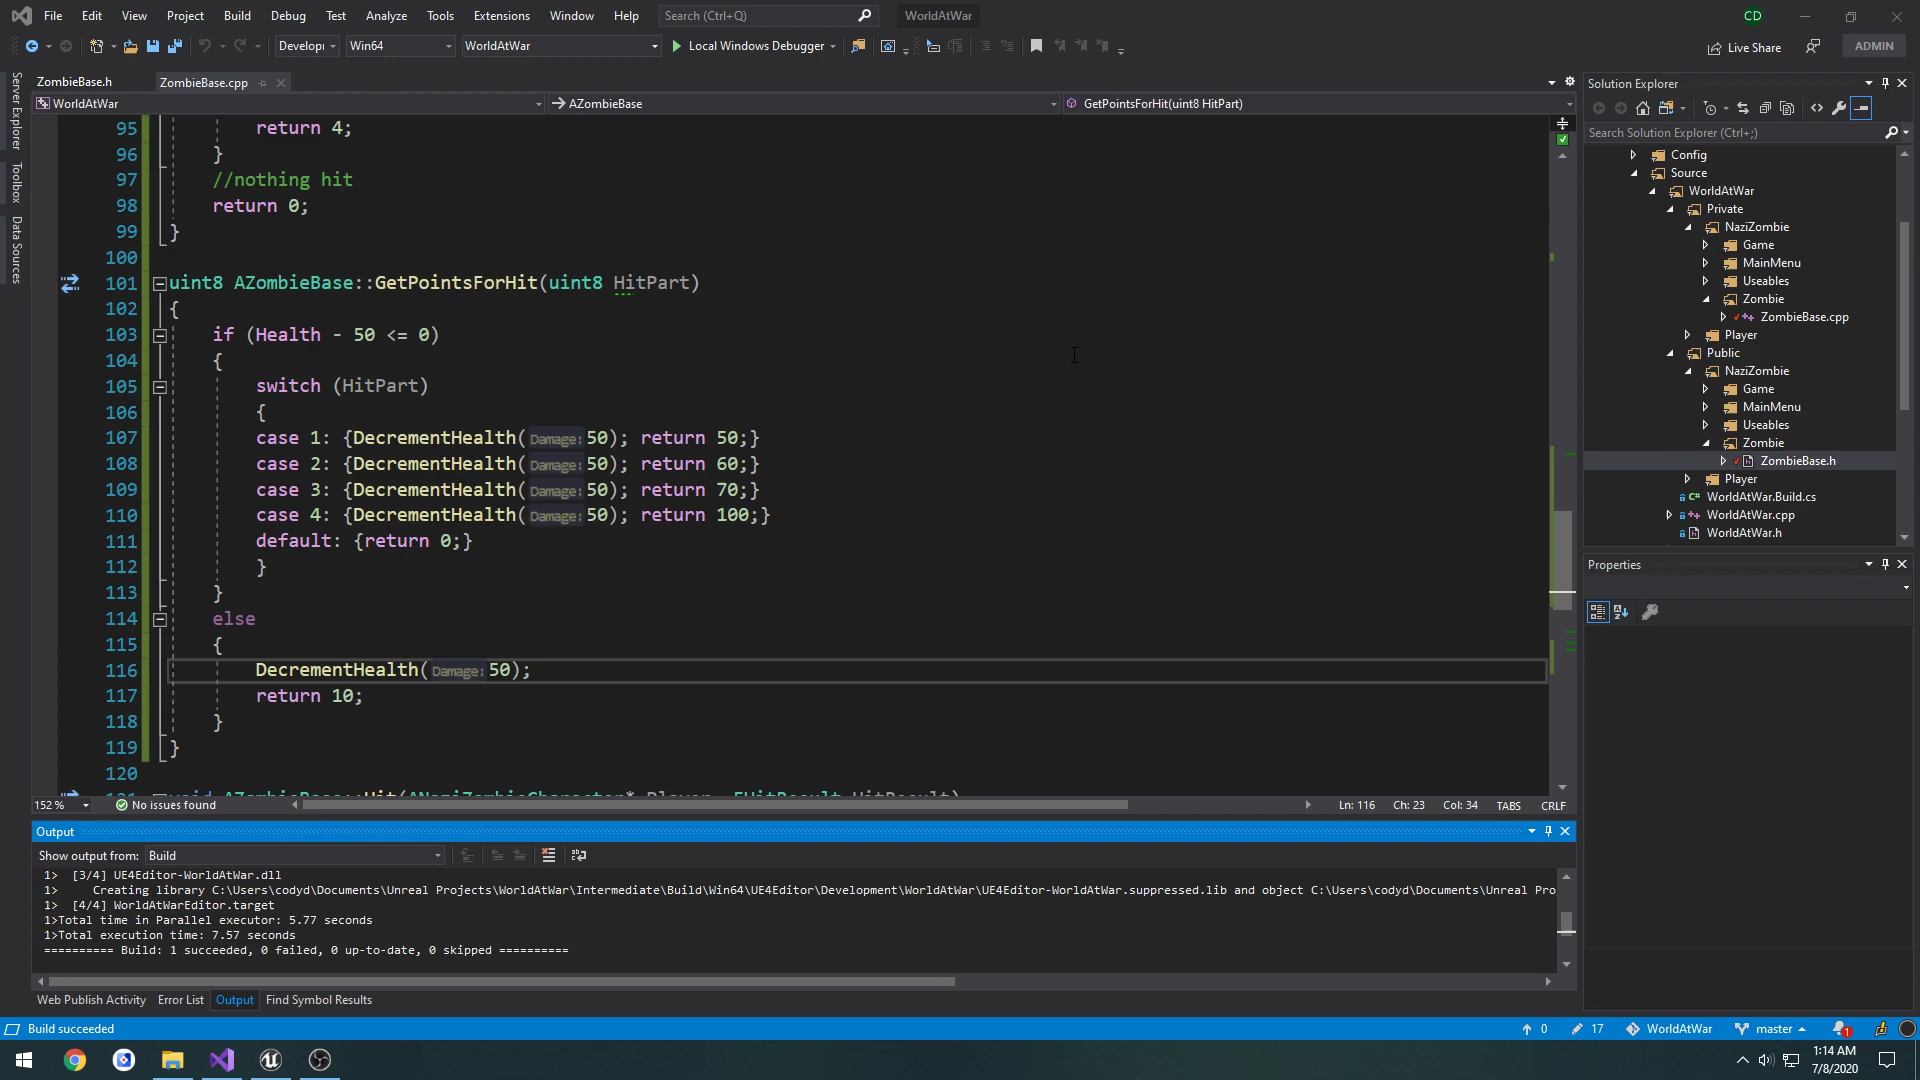 File Edit View Project Build Debug Test Analyze Tools Extensions Window Help Search (Ctrl+Q) WorldAtWar CD
Develop Win64 WorldAtWar Local Windows Debugger Live Share ADMIN
Server Explorer
Toolbox
Data Sources
ZombieBase.h ZombieBase.cpp
WorldAtWar AZombieBase GetPointsForHit(uint8 HitPart)
95 return 4;
96 }
97 //nothing hit
98 return 0;
99 }
100
101 uint8 AZombieBase::GetPointsForHit(uint8 HitPart)
102 {
103 if (Health - 50 <= 0)
104 {
105 switch (HitPart)
106 {
107 case 1: {DecrementHealth(Damage:50); return 50;}
108 case 2: {DecrementHealth(Damage:50); return 60;}
109 case 3: {DecrementHealth(Damage:50); return 70;}
110 case 4: {DecrementHealth(Damage:50); return 100;}
111 default: {return 0;}
112 }
113 }
114 else
115 {
116 DecrementHealth(Damage:50);
117 return 10;
118 }
119 }
120
152 % No issues found Ln: 116 Ch: 23 Col: 34 TABS CRLF
Output
Show output from: Build
1> [3/4] UE4Editor-WorldAtWar.dll
1> Creating library C:\Users\codyd\Documents\Unreal Projects\WorldAtWar\Intermediate\Build\Win64\UE4Editor\Development\WorldAtWar\UE4Editor-WorldAtWar.suppressed.lib and object C:\Users\codyd\Documents\Unreal Pro
1> [4/4] WorldAtWarEditor.target
1>Total time in Parallel executor: 5.77 seconds
1>Total execution time: 7.57 seconds
========== Build: 1 succeeded, 0 failed, 0 up-to-date, 0 skipped ==========
Web Publish Activity Error List Output Find Symbol Results
Solution Explorer
Search Solution Explorer (Ctrl+;)
Config
Source
WorldAtWar
Private
NaziZombie
Game
MainMenu
Useables
Zombie
ZombieBase.cpp
Player
Public
NaziZombie
Game
MainMenu
Useables
Zombie
ZombieBase.h
Player
WorldAtWar.Build.cs
WorldAtWar.cpp
WorldAtWar.h
Properties
Build succeeded 0 17 WorldAtWar master 1
1:14 AM
7/8/2020